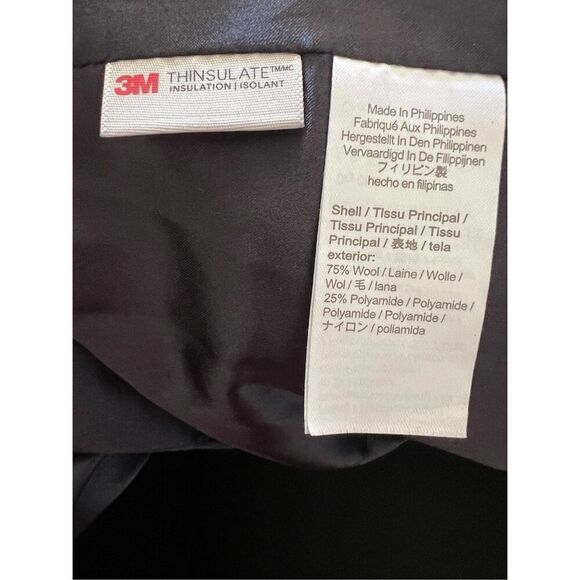 3M THINSULATE™/MC
INSULATION | ISOLANT
Made In Philippines
Fabriqué Aux Philippines
Hergestellt In Den Philippinen
Vervaardigd In De Filippijnen
フィリピン製
hecho en filipinas
Shell / Tissu Principal /
Tissu Principal / Tissu
Principal / 表地 / tela
exterior:
75% Wool / Laine / Wolle /
Wol / 毛 / lana
25% Polyamide / Polyamide /
Polyamide / Polyamide /
ナイロン / poliamida